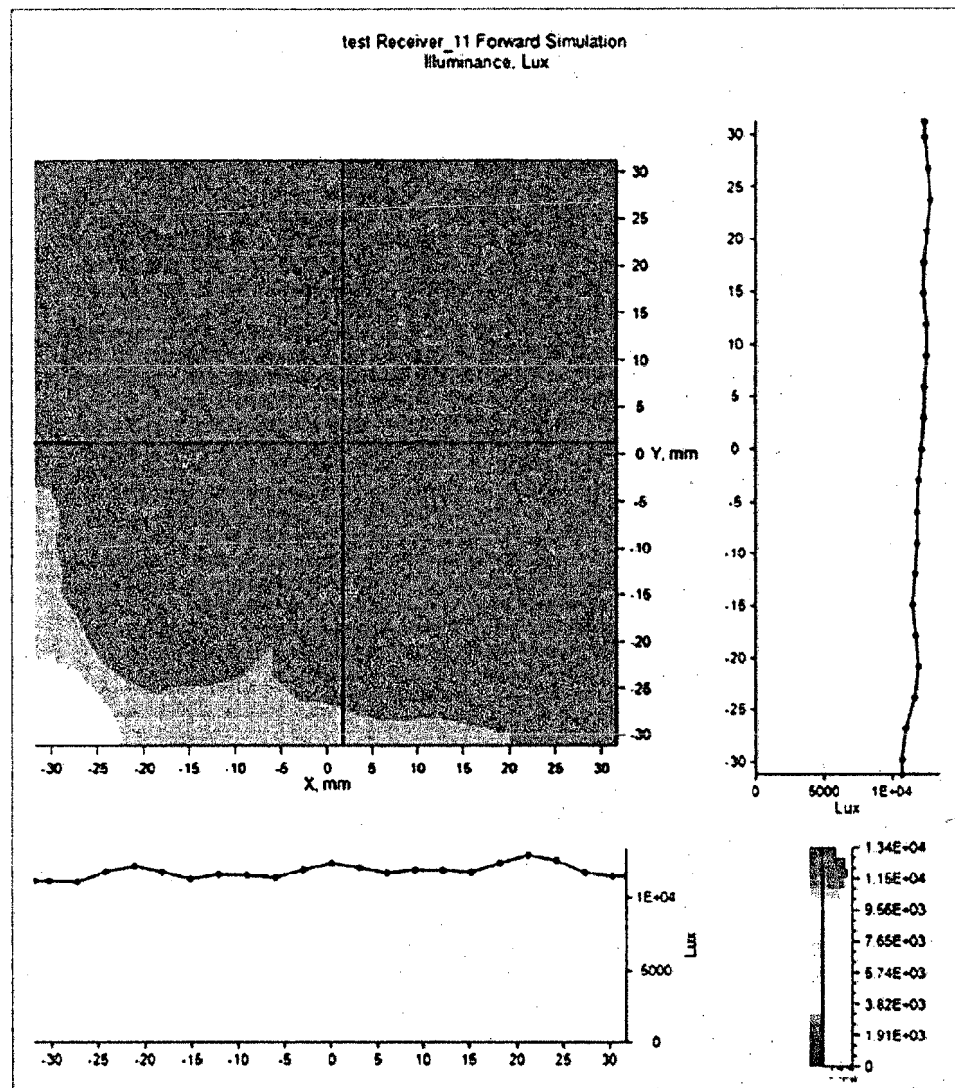 test Receiver_11 Forward Simulation
Illuminance, Lux
30
25
20
15
10
5
0 Y, mm
-5
-10
-15
-20
-25
-30
-30 -25 -20 -15 -10 -5 0 5 10 15 20 25 30
X, mm
30
25
20
15
10
5
0
-5
-10
-15
-20
-25
-30
0 5000 1E+04
Lux
1E+04
5000
0
Lux
-30 -25 -20 -15 -10 -5 0 5 10 15 20 25 30
1.34E+04
1.15E+04
9.56E+03
7.65E+03
5.74E+03
3.82E+03
1.91E+03
0